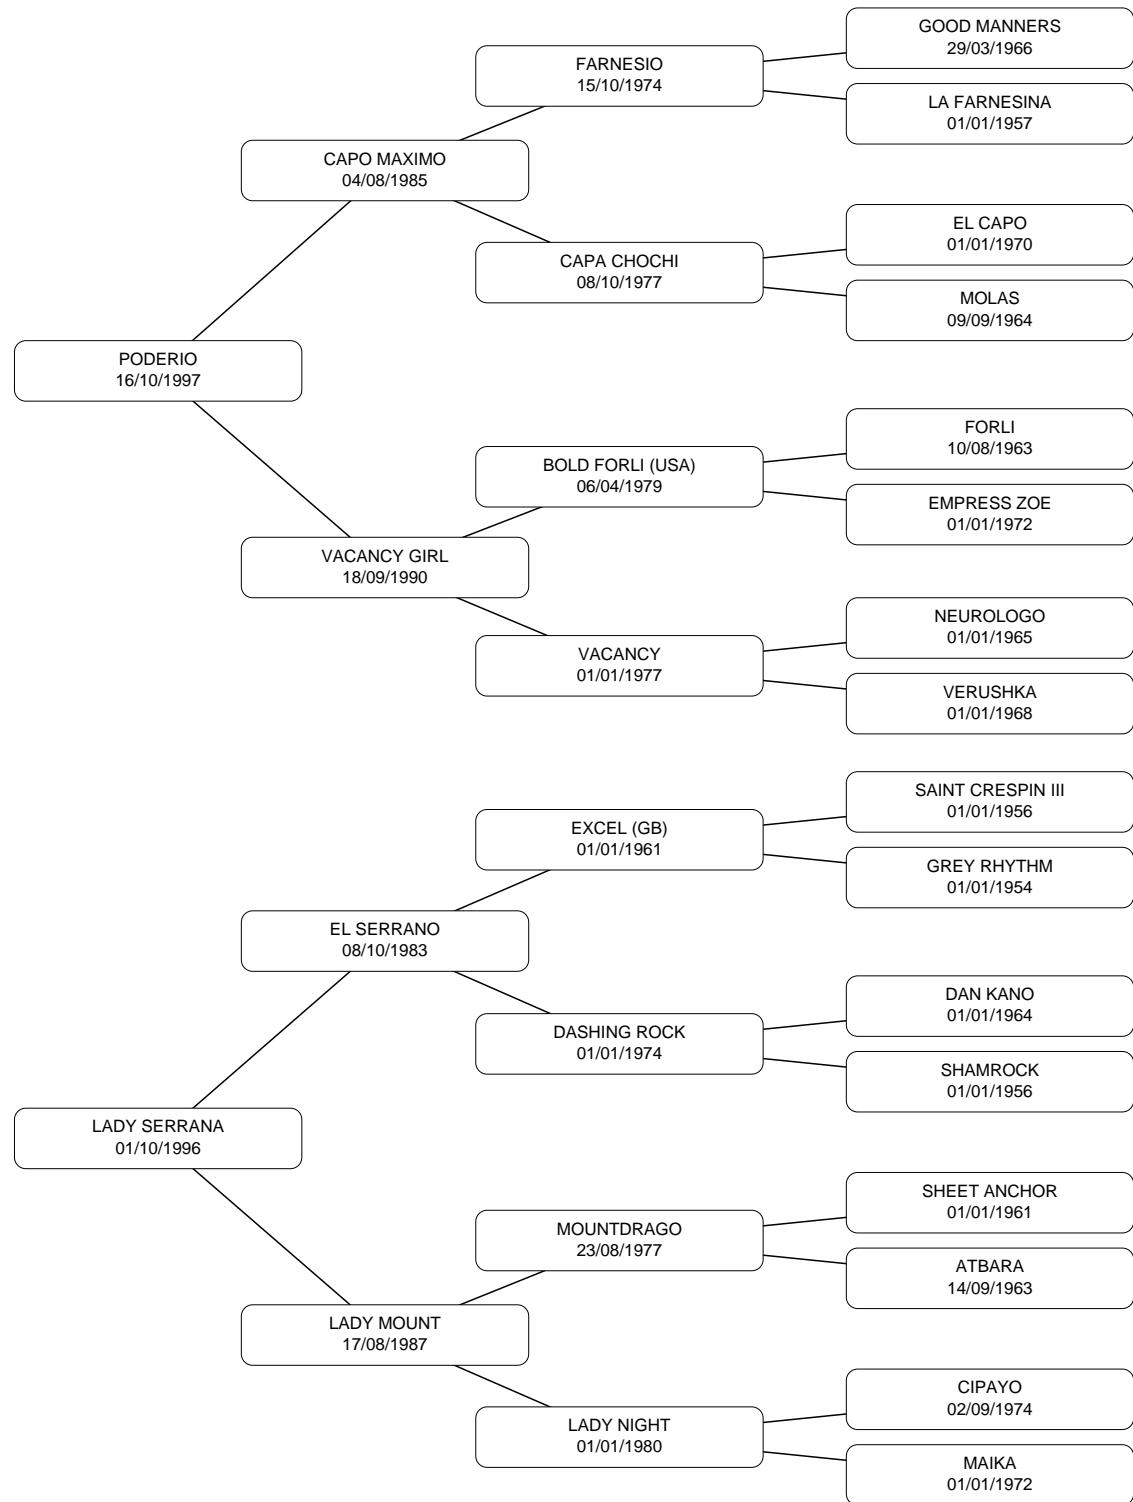 GOOD MANNERS
29/03/1966
FARNESIO
15/10/1974
LA FARNESINA
01/01/1957
CAPO MAXIMO
04/08/1985
EL CAPO
01/01/1970
CAPA CHOCHI
08/10/1977
MOLAS
09/09/1964
PODERIO
16/10/1997
FORLI
10/08/1963
BOLD FORLI (USA)
06/04/1979
EMPRESS ZOE
01/01/1972
VACANCY GIRL
18/09/1990
NEUROLOGO
01/01/1965
VACANCY
01/01/1977
VERUSHKA
01/01/1968
SAINT CRESPIN III
01/01/1956
EXCEL (GB)
01/01/1961
GREY RHYTHM
01/01/1954
EL SERRANO
08/10/1983
DAN KANO
01/01/1964
DASHING ROCK
01/01/1974
SHAMROCK
01/01/1956
LADY SERRANA
01/10/1996
SHEET ANCHOR
01/01/1961
MOUNTDRAGO
23/08/1977
ATBARA
14/09/1963
LADY MOUNT
17/08/1987
CIPAYO
02/09/1974
LADY NIGHT
01/01/1980
MAIKA
01/01/1972